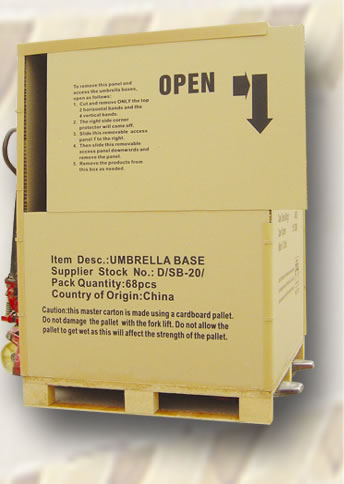 To remove this panel and
access the umbrella bases,
open as follows:
1. Cut and remove ONLY the top
2 horizontal bands and the
4 vertical bands.
2. The right side corner
protector will come off.
3. Slide this removable access
panel 1" to the right.
4. Then slide this removable
access panel downwards and
remove the panel.
5. Remove the products from
this box as needed.
OPEN
Item Desc.:UMBRELLA BASE
Supplier Stock No.: D/SB-20/
Pack Quantity:68pcs
Country of Origin:China
Caution:this master carton is made using a cardboard pallet.
Do not damage the pallet with the fork lift. Do not allow the
pallet to get wet as this will affect the strength of the pallet.